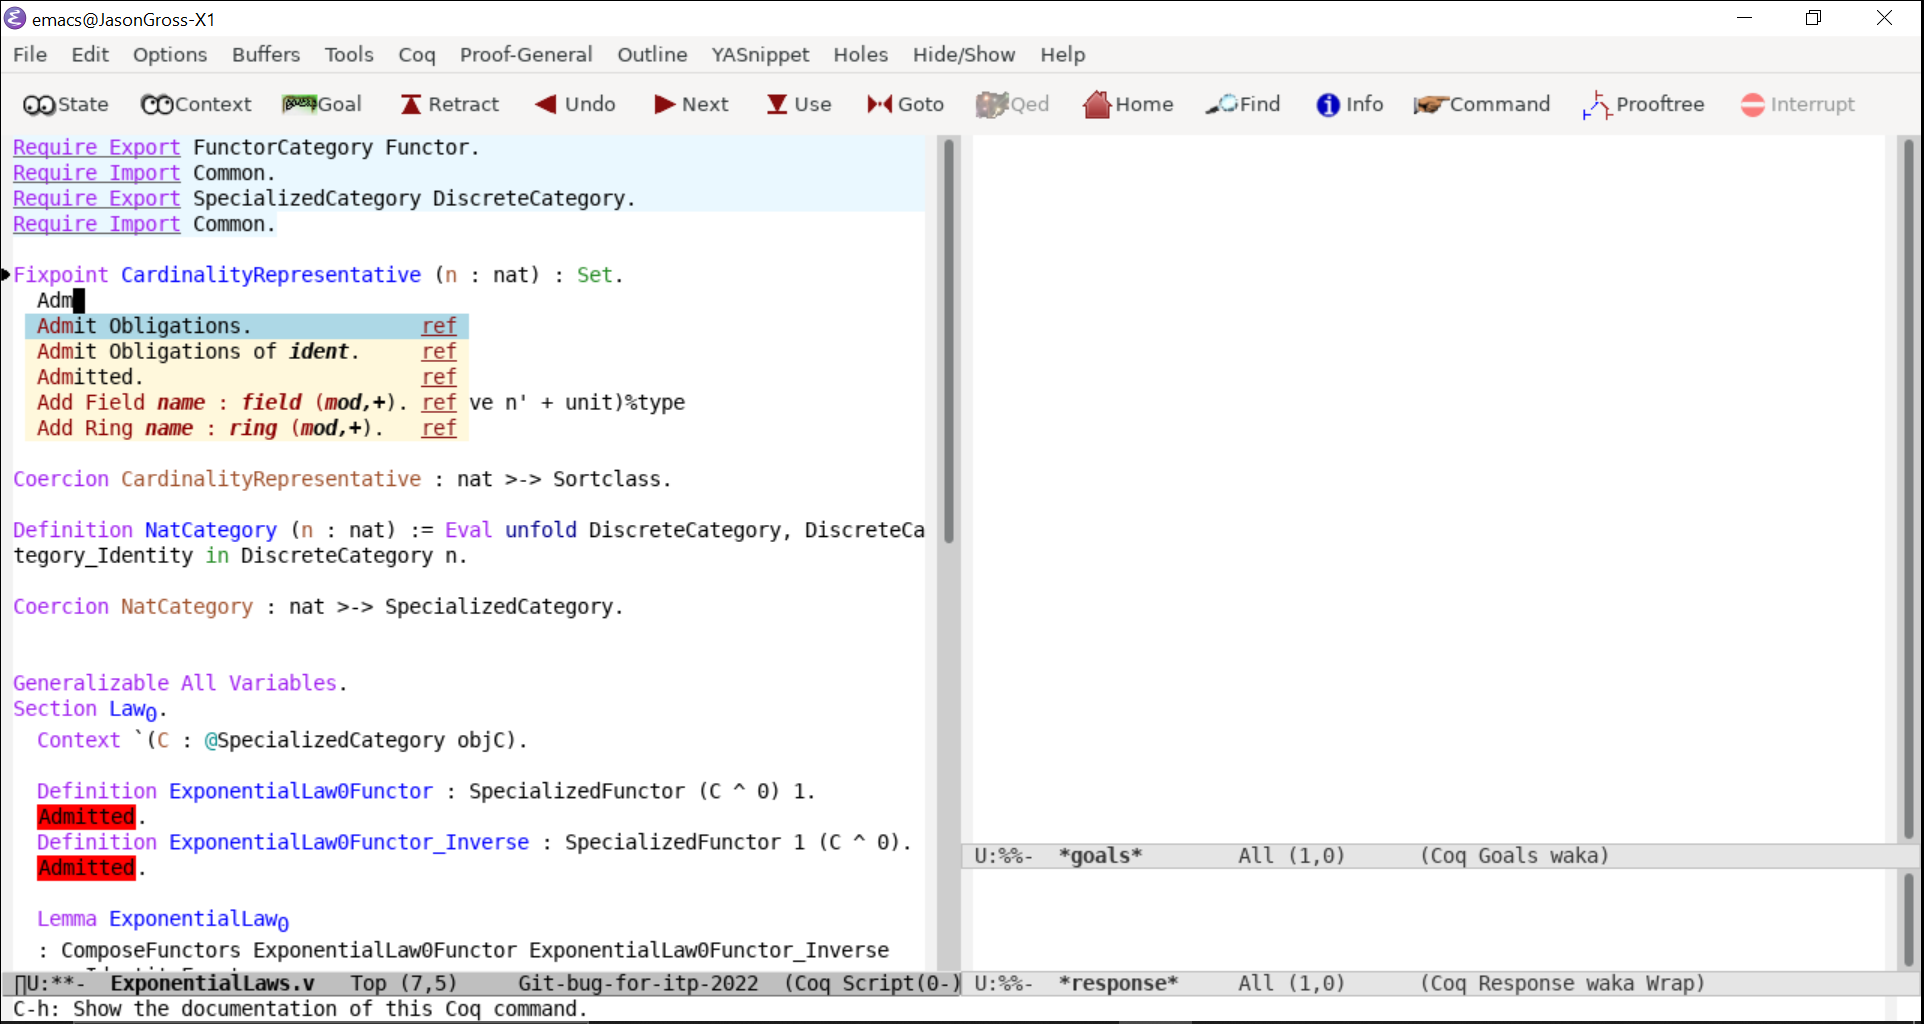 emacs@JasonGross-X1
File Edit Options Buffers Tools Coq Proof-General Outline YASnippet Holes Hide/Show Help
State Context Goal Retract Undo Next Use Goto Qed Home Find Info Command Prooftree Interrupt
Require Export FunctorCategory Functor.
Require Import Common.
Require Export SpecializedCategory DiscreteCategory.
Require Import Common.
Fixpoint CardinalityRepresentative (n : nat) : Set.
Adm
Admit Obligations. ref
Admit Obligations of ident. ref
Admitted. ref
Add Field name : field (mod,+). ref ve n' + unit)%type
Add Ring name : ring (mod,+). ref
Coercion CardinalityRepresentative : nat >-> Sortclass.
Definition NatCategory (n : nat) := Eval unfold DiscreteCategory, DiscreteCa
tegory_Identity in DiscreteCategory n.
Coercion NatCategory : nat >-> SpecializedCategory.
Generalizable All Variables.
Section Law0.
Context `(C : @SpecializedCategory objC).
Definition ExponentialLaw0Functor : SpecializedFunctor (C ^ 0) 1.
Admitted.
Definition ExponentialLaw0Functor_Inverse : SpecializedFunctor 1 (C ^ 0).
Admitted.
Lemma ExponentialLaw0
: ComposeFunctors ExponentialLaw0Functor ExponentialLaw0Functor_Inverse
U:**- ExponentialLaws.v Top (7,5) Git-bug-for-itp-2022 (Coq Script(0-)
C-h: Show the documentation of this Coq command.
U:%%- *goals* All (1,0) (Coq Goals waka)
U:%%- *response* All (1,0) (Coq Response waka Wrap)